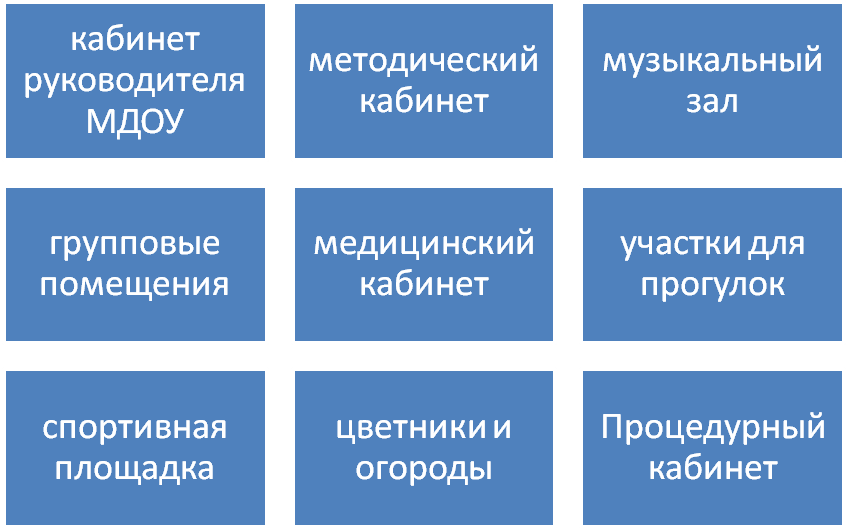 кабинет
руководителя
МДОУ
методический
кабинет
музыкальный
зал
групповые
помещения
медицинский
кабинет
участки для
прогулок
спортивная
площадка
цветники и
огороды
Процедурный
кабинет